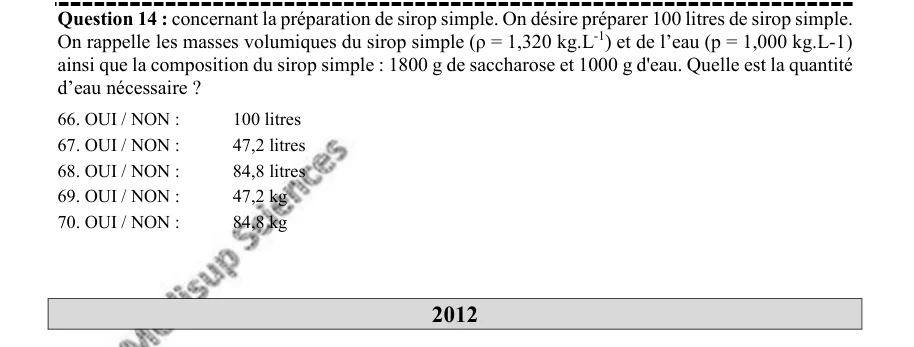 Question 14 : concernant la préparation de sirop simple. On désire préparer 100 litres de sirop simple.
On rappelle les masses volumiques du sirop simple (ρ = 1,320 kg.L-1) et de l’eau (p = 1,000 kg.L-1)
ainsi que la composition du sirop simple : 1800 g de saccharose et 1000 g d'eau. Quelle est la quantité
d’eau nécessaire ?
66. OUI / NON : 100 litres
67. OUI / NON : 47,2 litres
68. OUI / NON : 84,8 litres
69. OUI / NON : 47,2 kg
70. OUI / NON : 84,8 kg
Medisup Sciences
2012